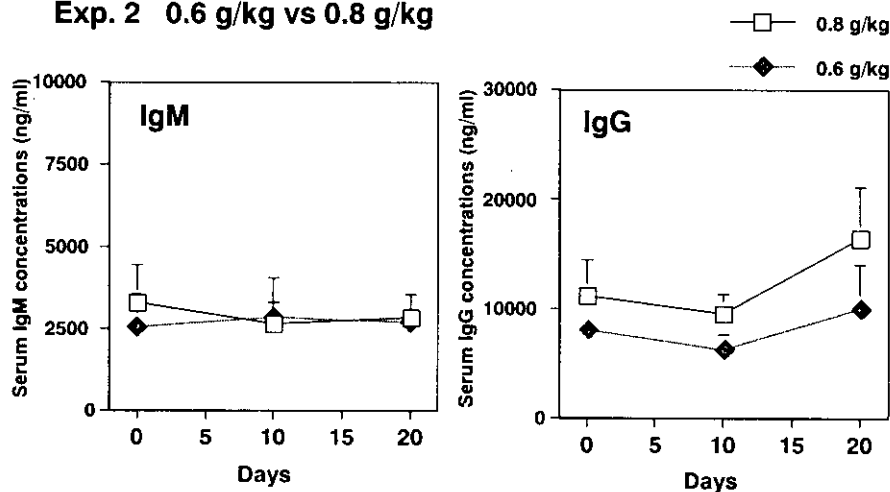 Exp. 2 0.6 g/kg vs 0.8 g/kg
0.8 g/kg
0.6 g/kg
Serum IgM concentrations (ng/ml)
10000
7500
5000
2500
0
IgM
0 5 10 15 20
Days
Serum IgG concentrations (ng/ml)
30000
20000
10000
0
IgG
0 5 10 15 20
Days